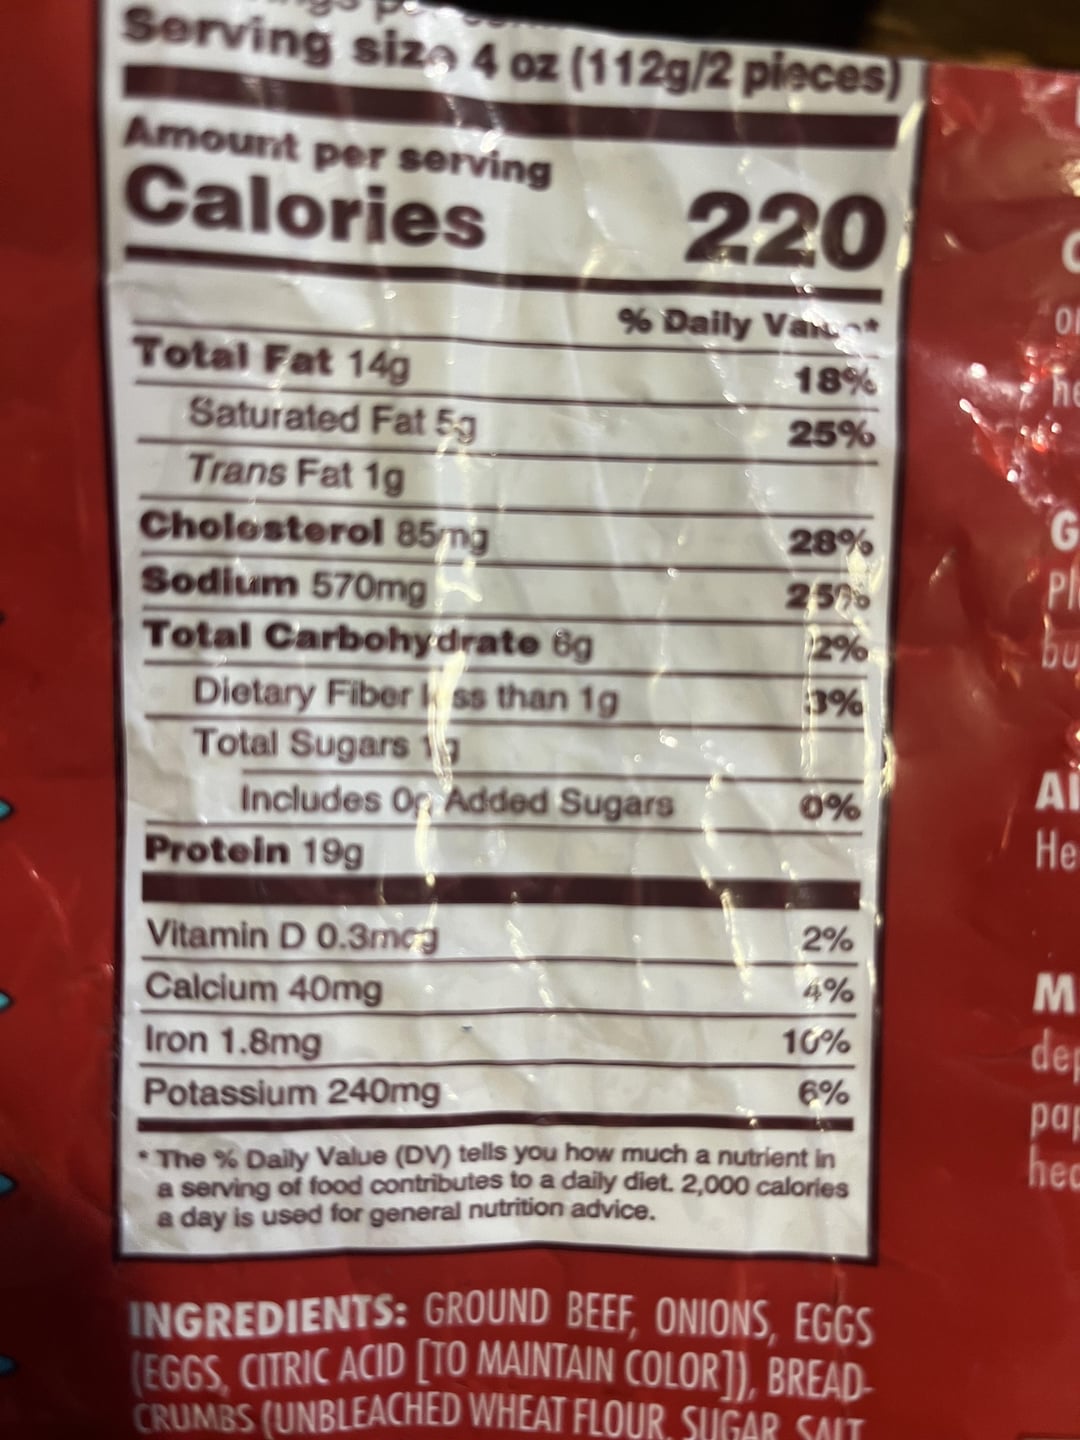 Serving size 4 oz (112g/2 pieces)
Amount per serving
Calories 220
% Daily Value*
Total Fat 14g 18%
Saturated Fat 5g 25%
Trans Fat 1g
Cholesterol 85mg 28%
Sodium 570mg 25%
Total Carbohydrate 6g 2%
Dietary Fiber less than 1g 3%
Total Sugars 1g
Includes 0g Added Sugars 0%
Protein 19g
Vitamin D 0.3mcg 2%
Calcium 40mg 4%
Iron 1.8mg 10%
Potassium 240mg 6%
* The % Daily Value (DV) tells you how much a nutrient in
a serving of food contributes to a daily diet. 2,000 calories
a day is used for general nutrition advice.
INGREDIENTS: GROUND BEEF, ONIONS, EGGS
(EGGS, CITRIC ACID [TO MAINTAIN COLOR]), BREAD-
CRUMBS (UNBLEACHED WHEAT FLOUR, SUGAR, SALT